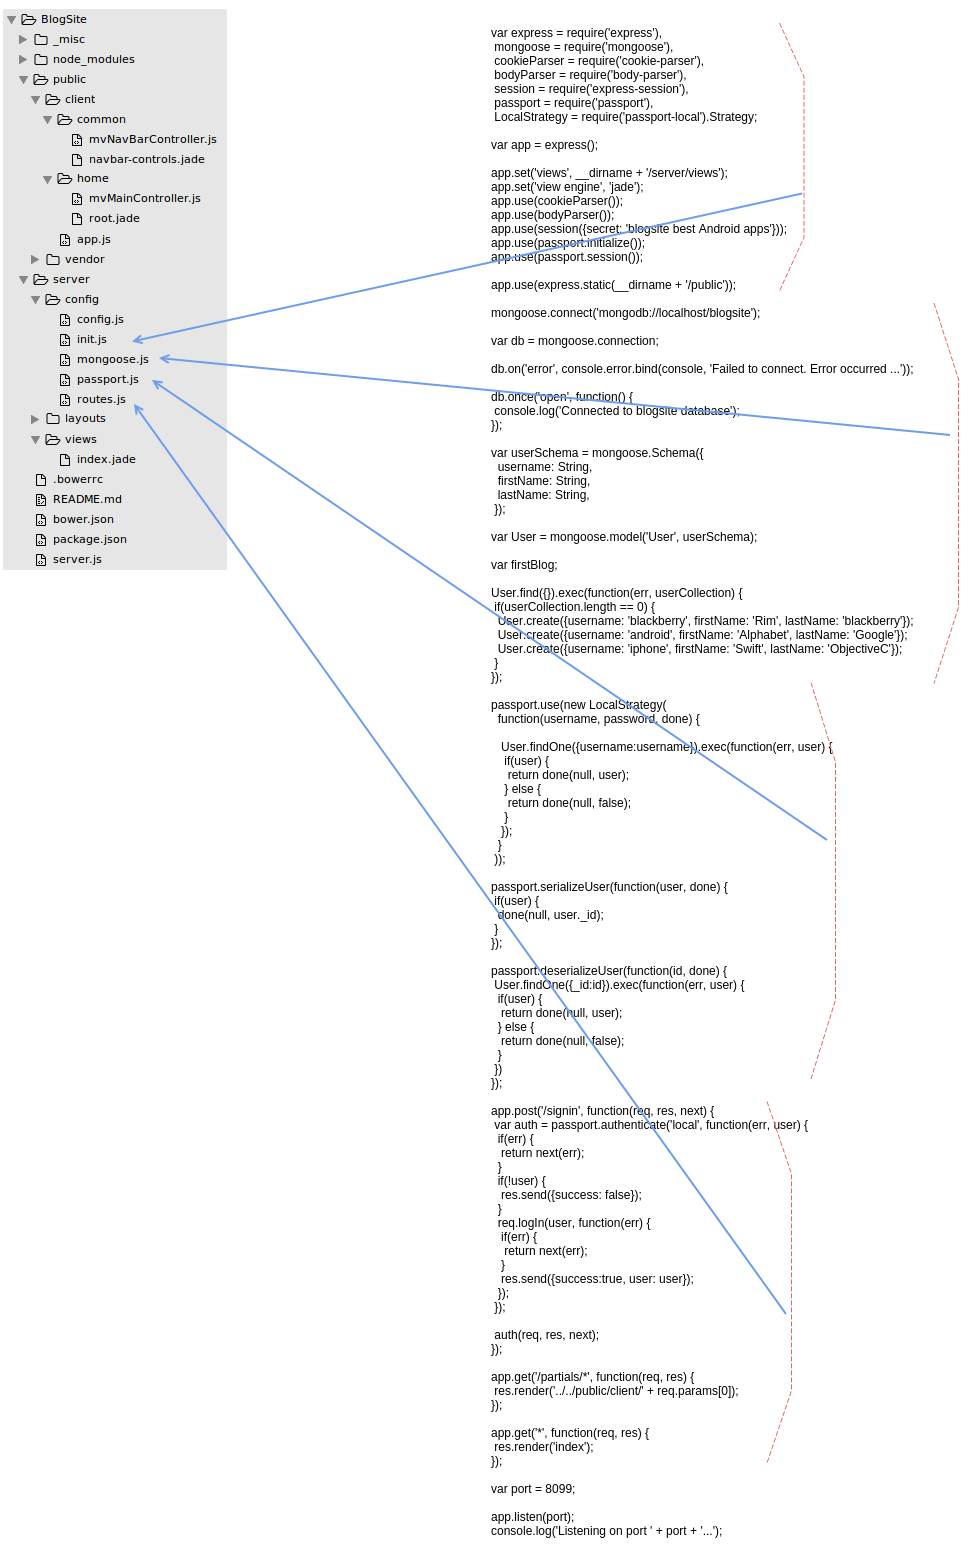 BlogSite
_misc
node_modules
public
client
common
mvNavBarController.js
navbar-controls.jade
home
mvMainController.js
root.jade
app.js
vendor
server
config
config.js
init.js
mongoose.js
passport.js
routes.js
layouts
views
index.jade
.bowerrc
README.md
bower.json
package.json
server.js
var express = require('express'),
mongoose = require('mongoose'),
cookieParser = require('cookie-parser'),
bodyParser = require('body-parser'),
session = require('express-session'),
passport = require('passport'),
LocalStrategy = require('passport-local').Strategy;
var app = express();
app.set('views', __dirname + '/server/views');
app.set('view engine', 'jade');
app.use(cookieParser());
app.use(bodyParser());
app.use(session({secret: 'blogsite best Android apps'}));
app.use(passport.initialize());
app.use(passport.session());
app.use(express.static(__dirname + '/public'));
mongoose.connect('mongodb://localhost/blogsite');
var db = mongoose.connection;
db.on('error', console.error.bind(console, 'Failed to connect. Error occurred ...'));
db.once('open', function() {
console.log('Connected to blogsite database');
});
var userSchema = mongoose.Schema({
username: String,
firstName: String,
lastName: String,
});
var User = mongoose.model('User', userSchema);
var firstBlog;
User.find({}).exec(function(err, userCollection) {
if(userCollection.length == 0) {
User.create({username: 'blackberry', firstName: 'Rim', lastName: 'blackberry'});
User.create({username: 'android', firstName: 'Alphabet', lastName: 'Google'});
User.create({username: 'iphone', firstName: 'Swift', lastName: 'ObjectiveC'});
}
});
passport.use(new LocalStrategy(
function(username, password, done) {
User.findOne({username:username}).exec(function(err, user) {
if(user) {
return done(null, user);
} else {
return done(null, false);
}
});
}
));
passport.serializeUser(function(user, done) {
if(user) {
done(null, user._id);
}
});
passport.deserializeUser(function(id, done) {
User.findOne({_id:id}).exec(function(err, user) {
if(user) {
return done(null, user);
} else {
return done(null, false);
}
})
});
app.post('/signin', function(req, res, next) {
var auth = passport.authenticate('local', function(err, user) {
if(err) {
return next(err);
}
if(!user) {
res.send({success: false});
}
req.logIn(user, function(err) {
if(err) {
return next(err);
}
res.send({success:true, user: user});
});
});
auth(req, res, next);
});
app.get('/partials/*', function(req, res) {
res.render('../../public/client/' + req.params[0]);
});
app.get('*', function(req, res) {
res.render('index');
});
var port = 8099;
app.listen(port);
console.log('Listening on port ' + port + '...');